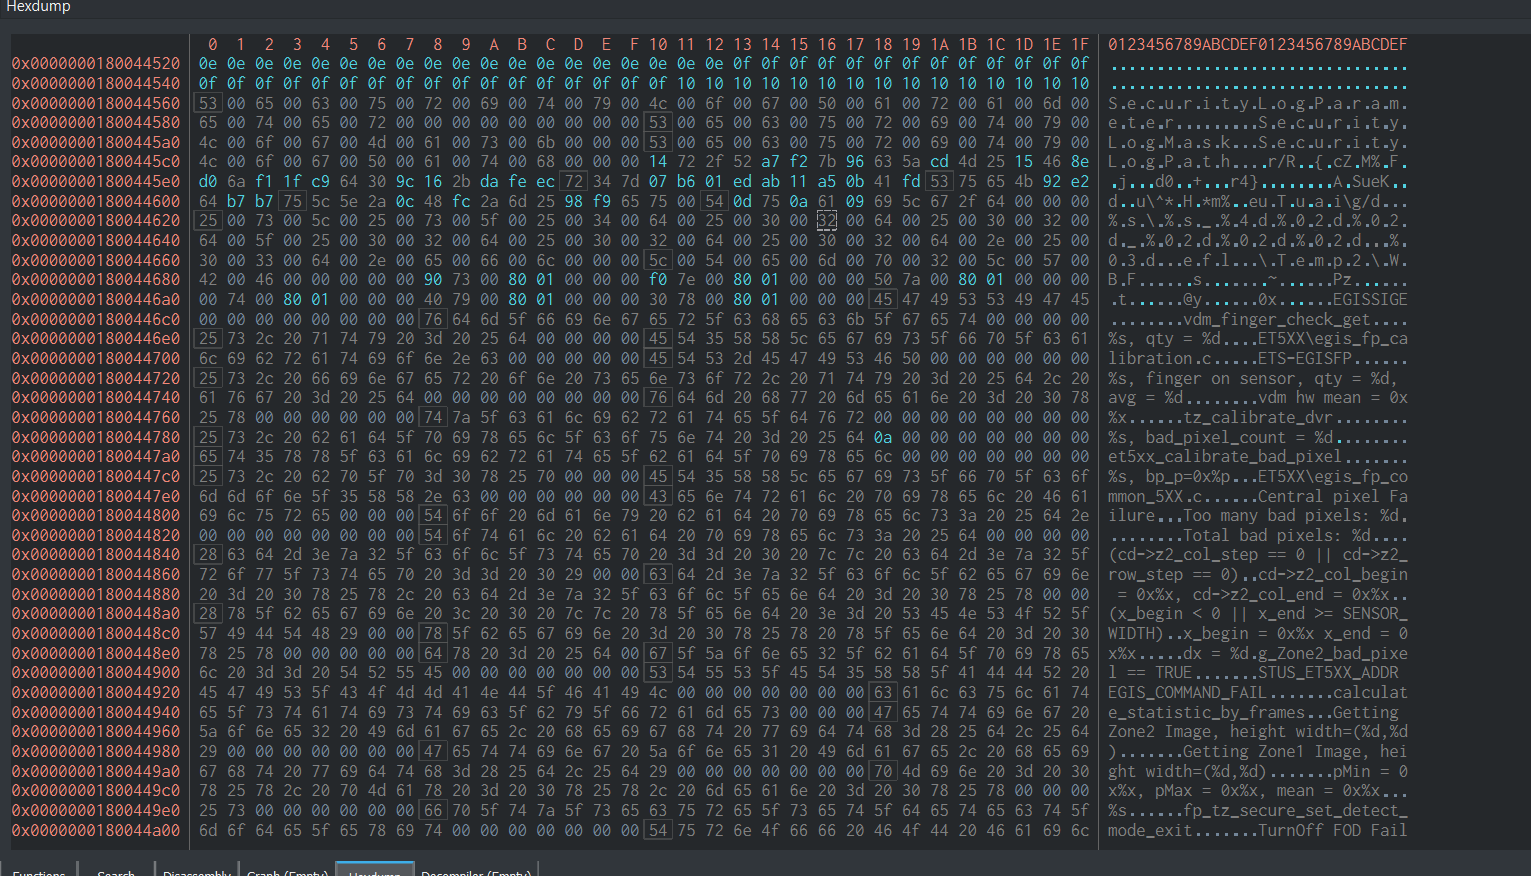 Hexdump
0 1 2 3 4 5 6 7 8 9 A B C D E F 10 11 12 13 14 15 16 17 18 19 1A 1B 1C 1D 1E 1F 0123456789ABCDEF0123456789ABCDEF
0x0000000180044520 0e 0e 0e 0e 0e 0e 0e 0e 0e 0e 0e 0e 0e 0e 0e 0e 0e 0e 0e 0f 0f 0f 0f 0f 0f 0f 0f 0f 0f 0f 0f 0f ................................
0x0000000180044540 0f 0f 0f 0f 0f 0f 0f 0f 0f 0f 0f 0f 0f 0f 0f 0f 0f 10 10 10 10 10 10 10 10 10 10 10 10 10 10 10 ................................
0x0000000180044560 53 00 65 00 63 00 75 00 72 00 69 00 74 00 79 00 4c 00 6f 00 67 00 50 00 61 00 72 00 61 00 6d 00 S.e.c.u.r.i.t.y.L.o.g.P.a.r.a.m.
0x0000000180044580 65 00 74 00 65 00 72 00 00 00 00 00 00 00 00 00 53 00 65 00 63 00 75 00 72 00 69 00 74 00 79 00 e.t.e.r.........S.e.c.u.r.i.t.y.
0x00000001800445a0 4c 00 6f 00 67 00 4d 00 61 00 73 00 6b 00 00 00 53 00 65 00 63 00 75 00 72 00 69 00 74 00 79 00 L.o.g.M.a.s.k...S.e.c.u.r.i.t.y.
0x00000001800445c0 4c 00 6f 00 67 00 50 00 61 00 74 00 68 00 00 00 14 72 2f 52 a7 f2 7b 96 63 5a cd 4d 25 15 46 8e L.o.g.P.a.t.h....r/R..{.cZ.M%.F.
0x00000001800445e0 d0 6a f1 1f c9 64 30 9c 16 2b da fe ec 72 34 7d 07 b6 01 ed ab 11 a5 0b 41 fd 53 75 65 4b 92 e2 .j...d0..+...r4}........A.SueK..
0x0000000180044600 64 b7 b7 75 5c 5e 2a 0c 48 fc 2a 6d 25 98 f9 65 75 00 54 0d 75 0a 61 09 69 5c 67 2f 64 00 00 00 d..u\^*.H.*m%..eu.T.u.a.i\g/d...
0x0000000180044620 25 00 73 00 5c 00 25 00 73 00 5f 00 25 00 34 00 64 00 25 00 30 00 32 00 64 00 25 00 30 00 32 00 %.s.\.%.s._.%.4.d.%.0.2.d.%.0.2.
0x0000000180044640 64 00 5f 00 25 00 30 00 32 00 64 00 25 00 30 00 32 00 64 00 25 00 30 00 32 00 64 00 2e 00 25 00 d._.%.0.2.d.%.0.2.d.%.0.2.d...%.
0x0000000180044660 30 00 33 00 64 00 2e 00 65 00 66 00 6c 00 00 00 5c 00 54 00 65 00 6d 00 70 00 32 00 5c 00 57 00 0.3.d...e.f.l...\.T.e.m.p.2.\.W.
0x0000000180044680 42 00 46 00 00 00 00 00 90 73 00 80 01 00 00 00 f0 7e 00 80 01 00 00 00 50 7a 00 80 01 00 00 00 B.F......s.......~......Pz......
0x00000001800446a0 00 74 00 80 01 00 00 00 40 79 00 80 01 00 00 00 30 78 00 80 01 00 00 00 45 47 49 53 53 49 47 45 .t......@y......0x......EGISSIGE
0x00000001800446c0 00 00 00 00 00 00 00 00 76 64 6d 5f 66 69 6e 67 65 72 5f 63 68 65 63 6b 5f 67 65 74 00 00 00 00 ........vdm_finger_check_get....
0x00000001800446e0 25 73 2c 20 71 74 79 20 3d 20 25 64 00 00 00 00 45 54 35 58 58 5c 65 67 69 73 5f 66 70 5f 63 61 %s, qty = %d....ET5XX\egis_fp_ca
0x0000000180044700 6c 69 62 72 61 74 69 6f 6e 2e 63 00 00 00 00 00 45 54 53 2d 45 47 49 53 46 50 00 00 00 00 00 00 libration.c.....ETS-EGISFP......
0x0000000180044720 25 73 2c 20 66 69 6e 67 65 72 20 6f 6e 20 73 65 6e 73 6f 72 2c 20 71 74 79 20 3d 20 25 64 2c 20 %s, finger on sensor, qty = %d, 
0x0000000180044740 61 76 67 20 3d 20 25 64 00 00 00 00 00 00 00 00 76 64 6d 20 68 77 20 6d 65 61 6e 20 3d 20 30 78 avg = %d........vdm hw mean = 0x
0x0000000180044760 25 78 00 00 00 00 00 00 74 7a 5f 63 61 6c 69 62 72 61 74 65 5f 64 76 72 00 00 00 00 00 00 00 00 %x......tz_calibrate_dvr........
0x0000000180044780 25 73 2c 20 62 61 64 5f 70 69 78 65 6c 5f 63 6f 75 6e 74 20 3d 20 25 64 0a 00 00 00 00 00 00 00 %s, bad_pixel_count = %d........
0x00000001800447a0 65 74 35 78 78 5f 63 61 6c 69 62 72 61 74 65 5f 62 61 64 5f 70 69 78 65 6c 00 00 00 00 00 00 00 et5xx_calibrate_bad_pixel.......
0x00000001800447c0 25 73 2c 20 62 70 5f 70 3d 30 78 25 70 00 00 00 45 54 35 58 58 5c 65 67 69 73 5f 66 70 5f 63 6f %s, bp_p=0x%p...ET5XX\egis_fp_co
0x00000001800447e0 6d 6d 6f 6e 5f 35 58 58 2e 63 00 00 00 00 00 00 43 65 6e 74 72 61 6c 20 70 69 78 65 6c 20 46 61 mmon_5XX.c......Central pixel Fa
0x0000000180044800 69 6c 75 72 65 00 00 00 54 6f 6f 20 6d 61 6e 79 20 62 61 64 20 70 69 78 65 6c 73 3a 20 25 64 2e ilure...Too many bad pixels: %d.
0x0000000180044820 00 00 00 00 00 00 00 00 54 6f 74 61 6c 20 62 61 64 20 70 69 78 65 6c 73 3a 20 25 64 00 00 00 00 ........Total bad pixels: %d....
0x0000000180044840 28 63 64 2d 3e 7a 32 5f 63 6f 6c 5f 73 74 65 70 20 3d 3d 20 30 20 7c 7c 20 63 64 2d 3e 7a 32 5f (cd->z2_col_step == 0 || cd->z2_
0x0000000180044860 72 6f 77 5f 73 74 65 70 20 3d 3d 20 30 29 00 00 63 64 2d 3e 7a 32 5f 63 6f 6c 5f 62 65 67 69 6e row_step == 0)..cd->z2_col_begin
0x0000000180044880 20 3d 20 30 78 25 78 2c 20 63 64 2d 3e 7a 32 5f 63 6f 6c 5f 65 6e 64 20 3d 20 30 78 25 78 00 00  = 0x%x, cd->z2_col_end = 0x%x..
0x00000001800448a0 28 78 5f 62 65 67 69 6e 20 3c 20 30 20 7c 7c 20 78 5f 65 6e 64 20 3e 3d 20 53 45 4e 53 4f 52 5f (x_begin < 0 || x_end >= SENSOR_
0x00000001800448c0 57 49 44 54 48 29 00 00 78 5f 62 65 67 69 6e 20 3d 20 30 78 25 78 20 78 5f 65 6e 64 20 3d 20 30 WIDTH)..x_begin = 0x%x x_end = 0
0x00000001800448e0 78 25 78 00 00 00 00 00 64 78 20 3d 20 25 64 00 67 5f 5a 6f 6e 65 32 5f 62 61 64 5f 70 69 78 65 x%x.....dx = %d.g_Zone2_bad_pixe
0x0000000180044900 6c 20 3d 3d 20 54 52 55 45 00 00 00 00 00 00 00 53 54 55 53 5f 45 54 35 58 58 5f 41 44 44 52 20 l == TRUE.......STUS_ET5XX_ADDR 
0x0000000180044920 45 47 49 53 5f 43 4f 4d 4d 41 4e 44 5f 46 41 49 4c 00 00 00 00 00 00 00 63 61 6c 63 75 6c 61 74 EGIS_COMMAND_FAIL.......calculat
0x0000000180044940 65 5f 73 74 61 74 69 73 74 69 63 5f 62 79 5f 66 72 61 6d 65 73 00 00 00 47 65 74 74 69 6e 67 20 e_statistic_by_frames...Getting 
0x0000000180044960 5a 6f 6e 65 32 20 49 6d 61 67 65 2c 20 68 65 69 67 68 74 20 77 69 64 74 68 3d 28 25 64 2c 25 64 Zone2 Image, height width=(%d,%d
0x0000000180044980 29 00 00 00 00 00 00 00 47 65 74 74 69 6e 67 20 5a 6f 6e 65 31 20 49 6d 61 67 65 2c 20 68 65 69 ).......Getting Zone1 Image, hei
0x00000001800449a0 67 68 74 20 77 69 64 74 68 3d 28 25 64 2c 25 64 29 00 00 00 00 00 00 00 70 4d 69 6e 20 3d 20 30 ght width=(%d,%d).......pMin = 0
0x00000001800449c0 78 25 78 2c 20 70 4d 61 78 20 3d 20 30 78 25 78 2c 20 6d 65 61 6e 20 3d 20 30 78 25 78 00 00 00 x%x, pMax = 0x%x, mean = 0x%x...
0x00000001800449e0 25 73 00 00 00 00 00 00 66 70 5f 74 7a 5f 73 65 63 75 72 65 5f 73 65 74 5f 64 65 74 65 63 74 5f %s......fp_tz_secure_set_detect_
0x0000000180044a00 6d 6f 64 65 5f 65 78 69 74 00 00 00 00 00 00 00 54 75 72 6e 4f 66 66 20 46 4f 44 20 46 61 69 6c mode_exit.......TurnOff FOD Fail
Functions Search Disassembly Graph (Empty) Hexdump Decompiler (Empty)